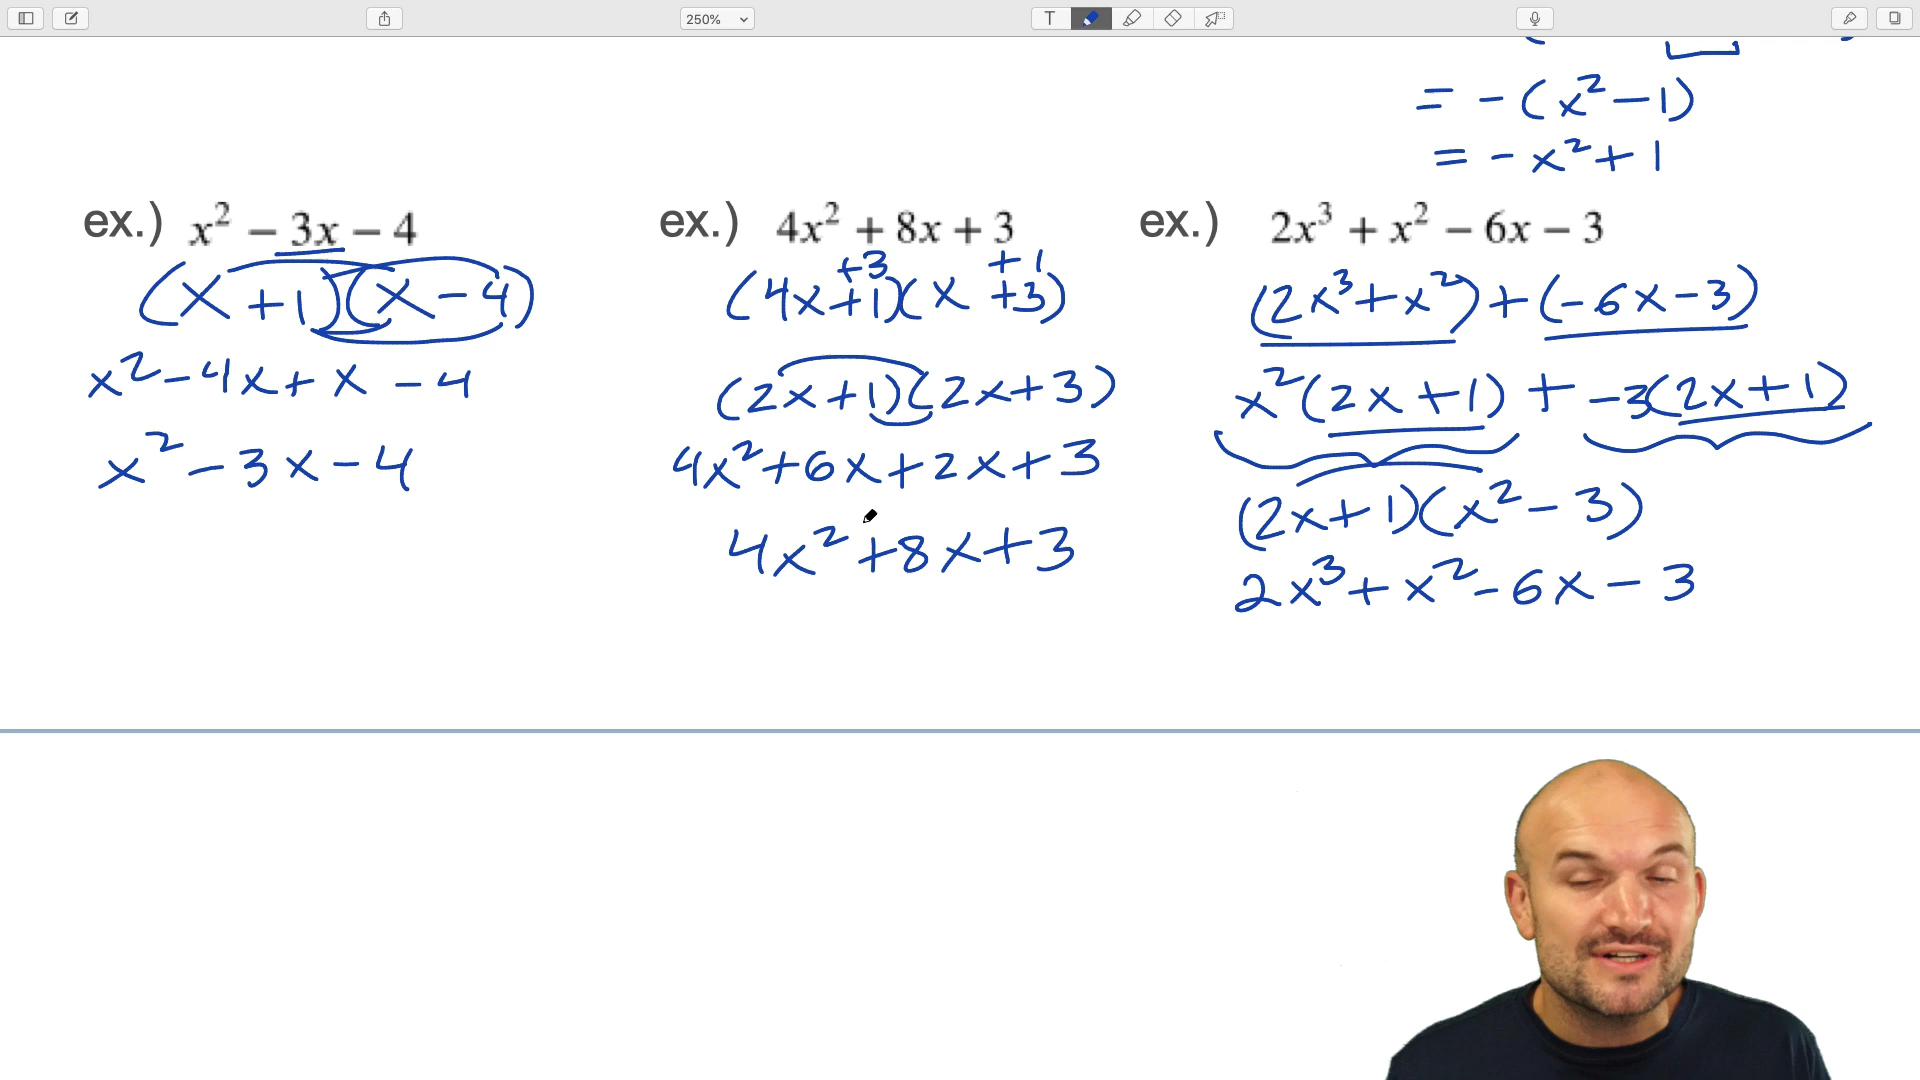 250%
T
= - (x² - 1)
= - x² + 1
ex.) x² − 3x − 4
(x + 1)(x - 4)
x² - 4x + x - 4
x² - 3x - 4
ex.) 4x² + 8x + 3
+3 +1
(4x+1)(x +3)
(2x+1)(2x+3)
4x²+6x+2x+3
4x²+8x+3
ex.) 2x³ + x² − 6x − 3
(2x³+x²)+(-6x-3)
x²(2x+1) + -3(2x+1)
(2x+1)(x²-3)
2x³+x²-6x-3